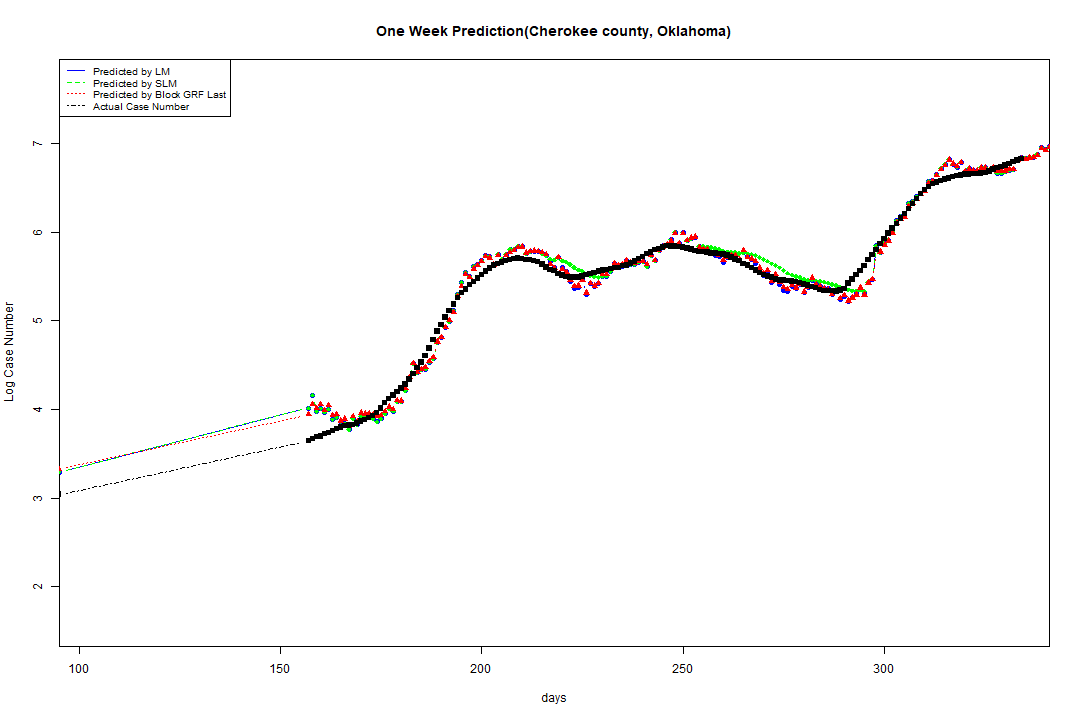 One Week Prediction(Cherokee county, Oklahoma)
Predicted by LM
Predicted by SLM
Predicted by Block GRF Last
Actual Case Number
7
6
5
4
3
2
Log Case Number
100 150 200 250 300
days